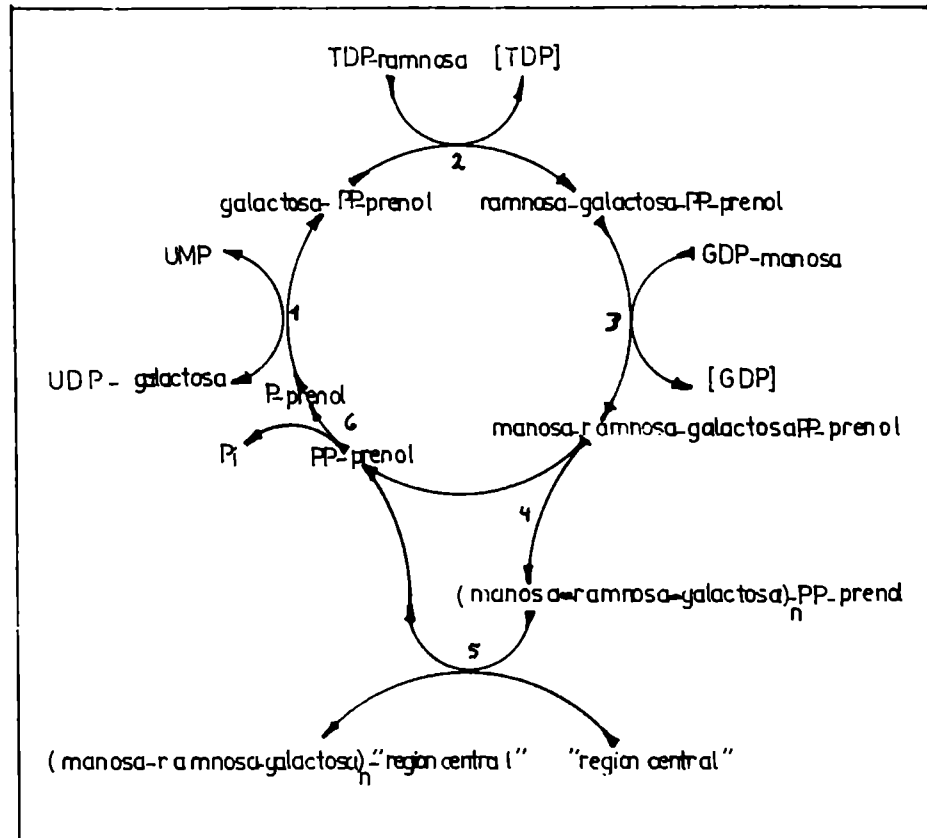 TDP-ramnosa [TDP]
2
galactosa-PP-prenol ramnosa-galactosa-PP-prenol
UMP GDP-manosa
1 3
UDP- galactosa [GDP]
P-prenol
6 manosa-ramnosa-galactosaPP-prenol
Pi PP-prenol
4
(manosa-ramnosa-galactosa)n-PP-prenol
5
(manosa-ramnosa-galactosa)n-"region central" "region central"